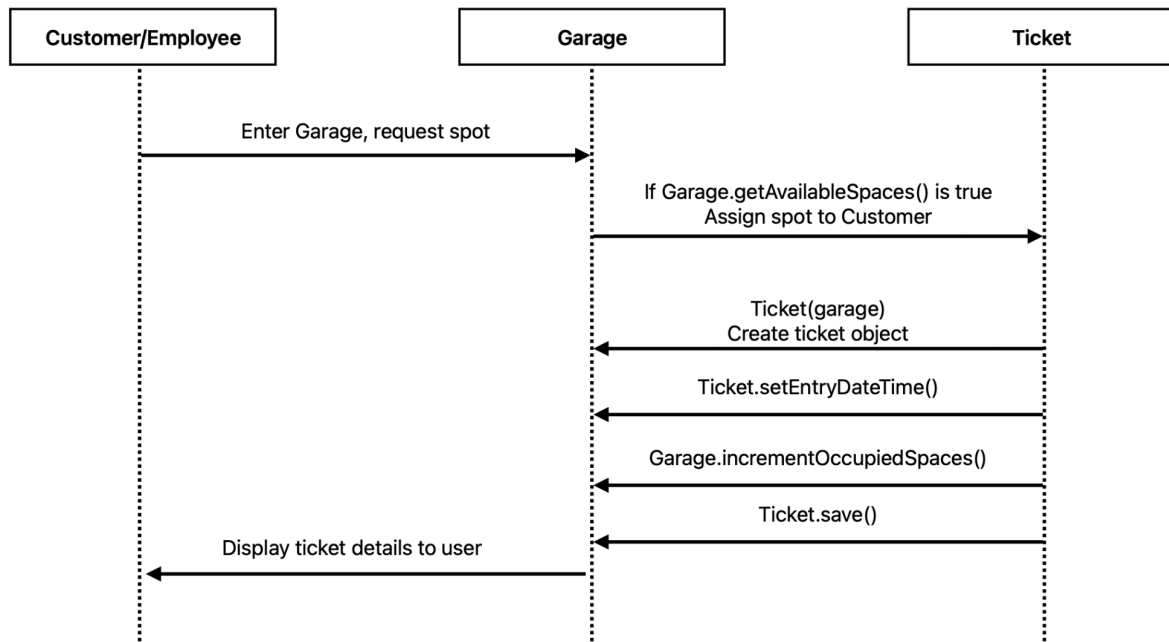 Customer/Employee
Garage
Ticket
Enter Garage, request spot
If Garage.getAvailableSpaces() is true
Assign spot to Customer
Ticket(garage)
Create ticket object
Ticket.setEntryDateTime()
Garage.incrementOccupiedSpaces()
Ticket.save()
Display ticket details to user